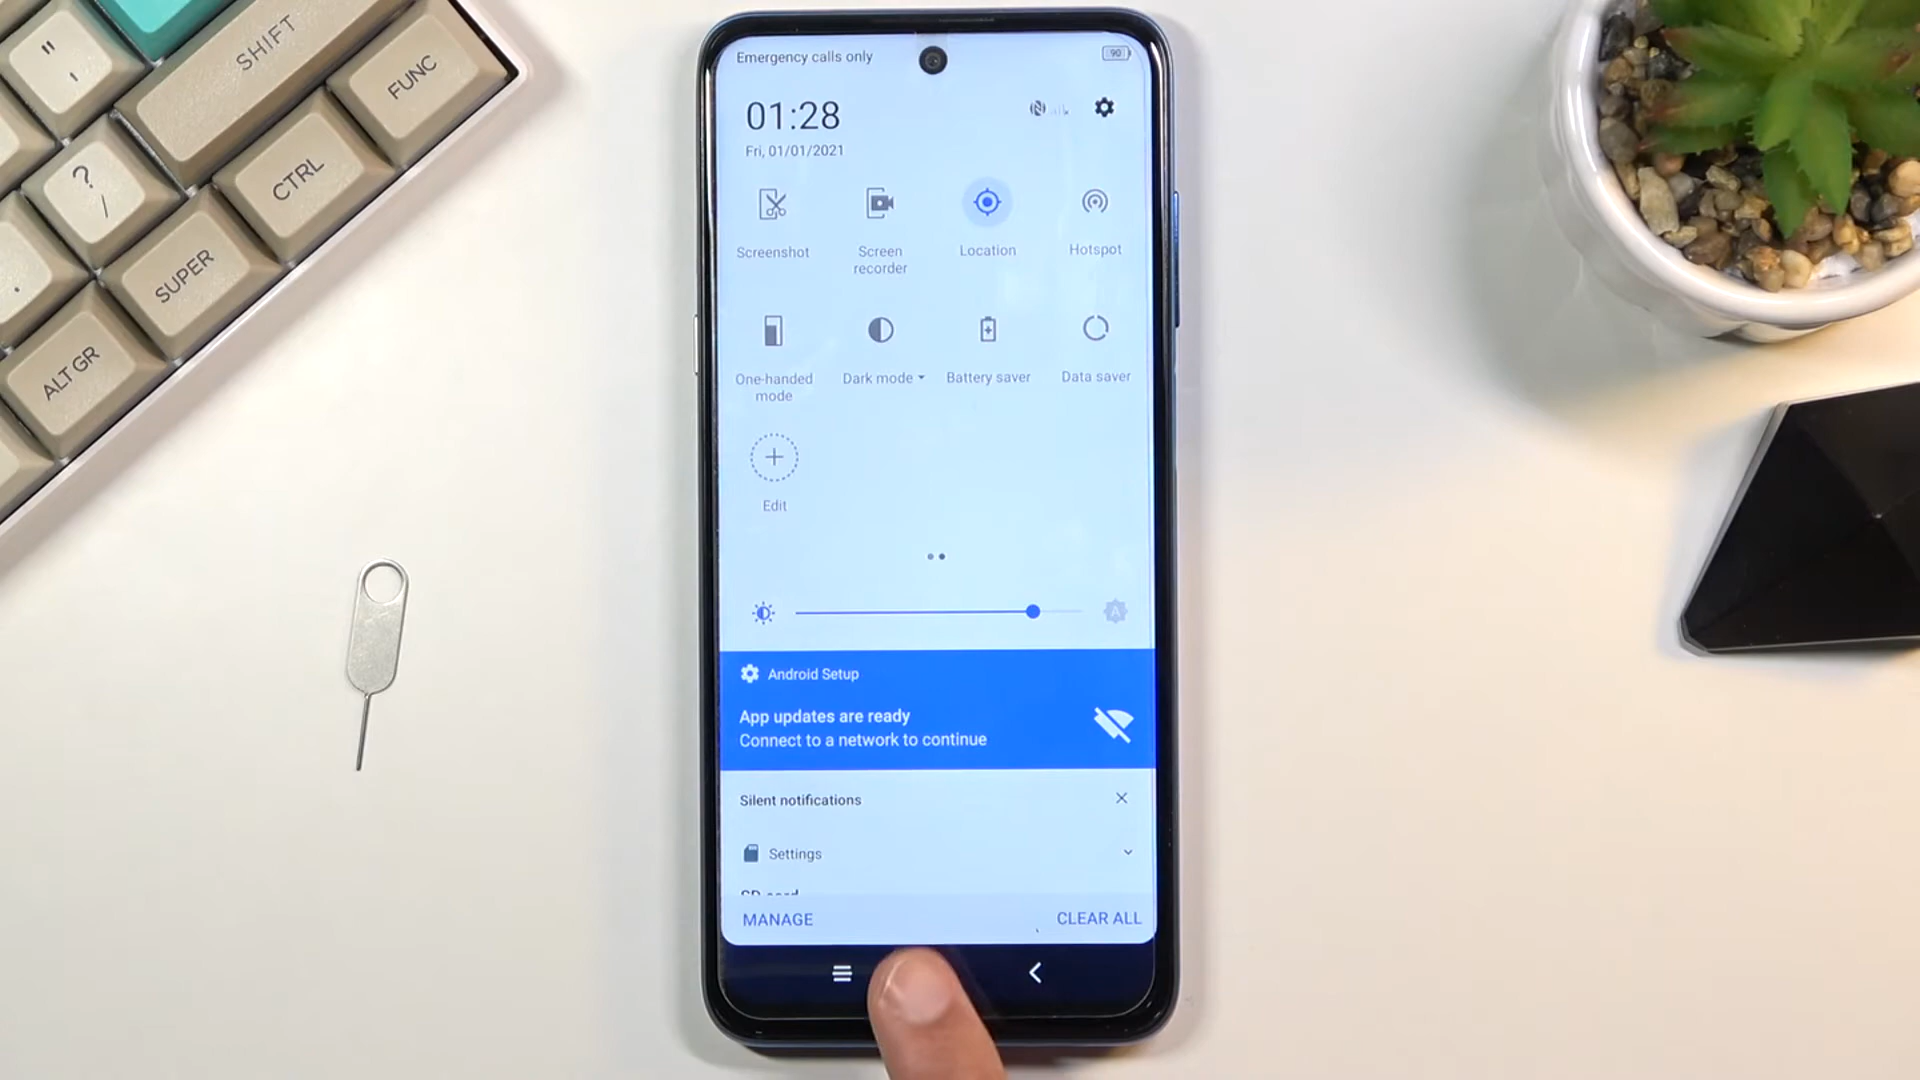 "
,
SHIFT
FUNC
?
/
CTRL
.
SUPER
ALT GR
Emergency calls only
90
01:28
Fri, 01/01/2021
Screenshot
Screen
recorder
Location
Hotspot
One-handed
mode
Dark mode
Battery saver
Data saver
Edit
A
Android Setup
App updates are ready
Connect to a network to continue
Silent notifications
Settings
SD card
MANAGE
CLEAR ALL